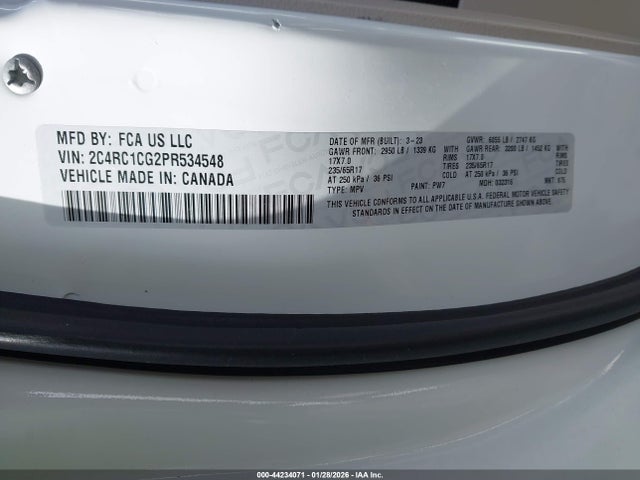 MFD BY: FCA US LLC
VIN: 2C4RC1CG2PR534548
VEHICLE MADE IN: CANADA
DATE OF MFR (BUILT): 3-23 GVWR: 6055 LB / 2747 KG
GAWR FRONT: 2950 LB / 1339 KG WITH GAWR REAR: 3200 LB / 1452 KG WITH
17X7.0 RIMS 17X7.0 RIMS
235/65R17 TIRES 235/65R17 TIRES
AT 250 kPa / 36 PSI COLD AT 250 kPa / 36 PSI COLD
TYPE: MPV PAINT: PW7 MDH: 032316 MKT: 675
THIS VEHICLE CONFORMS TO ALL APPLICABLE U.S.A. FEDERAL MOTOR VEHICLE SAFETY
STANDARDS IN EFFECT ON THE DATE OF MANUFACTURE SHOWN ABOVE.
000-44234071 - 01/28/2026 - IAA Inc.